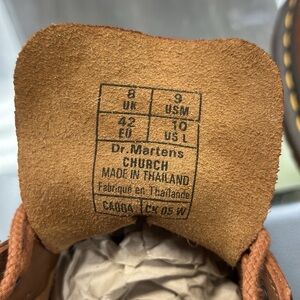 8 9
UK USM
42 10
EU US L
Dr. Martens
CHURCH
MADE IN THAILAND
Fabriqué en Thaïlande
CA004 CK 05 W